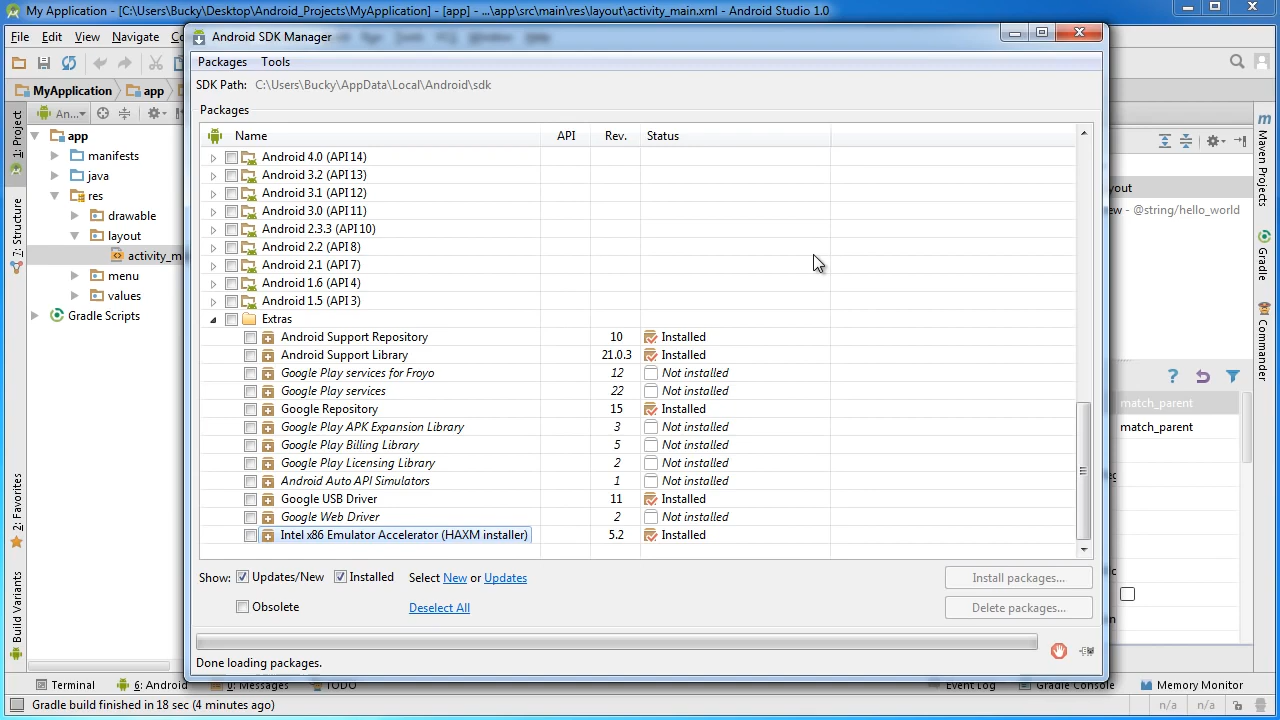 My Application - [C:\Users\Bucky\Desktop\Android_Projects\MyApplication] - [app] - ...\app\src\main\res\layout\activity_main.xml - Android Studio 1.0
File Edit View Navigate
Android SDK Manager
Packages Tools
SDK Path: C:\Users\Bucky\AppData\Local\Android\sdk
Packages
MyApplication app
An...
Name API Rev. Status
1: Project
7: Structure
2: Favorites
Build Variants
app
manifests
java
res
drawable
layout
activity_m
menu
values
Gradle Scripts
Android 4.0 (API 14)
Android 3.2 (API 13)
Android 3.1 (API 12)
Android 3.0 (API 11)
Android 2.3.3 (API 10)
Android 2.2 (API 8)
Android 2.1 (API 7)
Android 1.6 (API 4)
Android 1.5 (API 3)
Extras
Android Support Repository 10 Installed
Android Support Library 21.0.3 Installed
Google Play services for Froyo 12 Not installed
Google Play services 22 Not installed
Google Repository 15 Installed
Google Play APK Expansion Library 3 Not installed
Google Play Billing Library 5 Not installed
Google Play Licensing Library 2 Not installed
Android Auto API Simulators 1 Not installed
Google USB Driver 11 Installed
Google Web Driver 2 Not installed
Intel x86 Emulator Accelerator (HAXM installer) 5.2 Installed
Show: Updates/New Installed Select New or Updates
Install packages...
Obsolete Deselect All
Delete packages...
Done loading packages.
yout
ew - @string/hello_world
match_parent
match_parent
m
Maven Projects
Gradle
Commander
Terminal 6: Android 0: Messages TODO Event Log Gradle Console Memory Monitor
Gradle build finished in 18 sec (4 minutes ago) n/a n/a